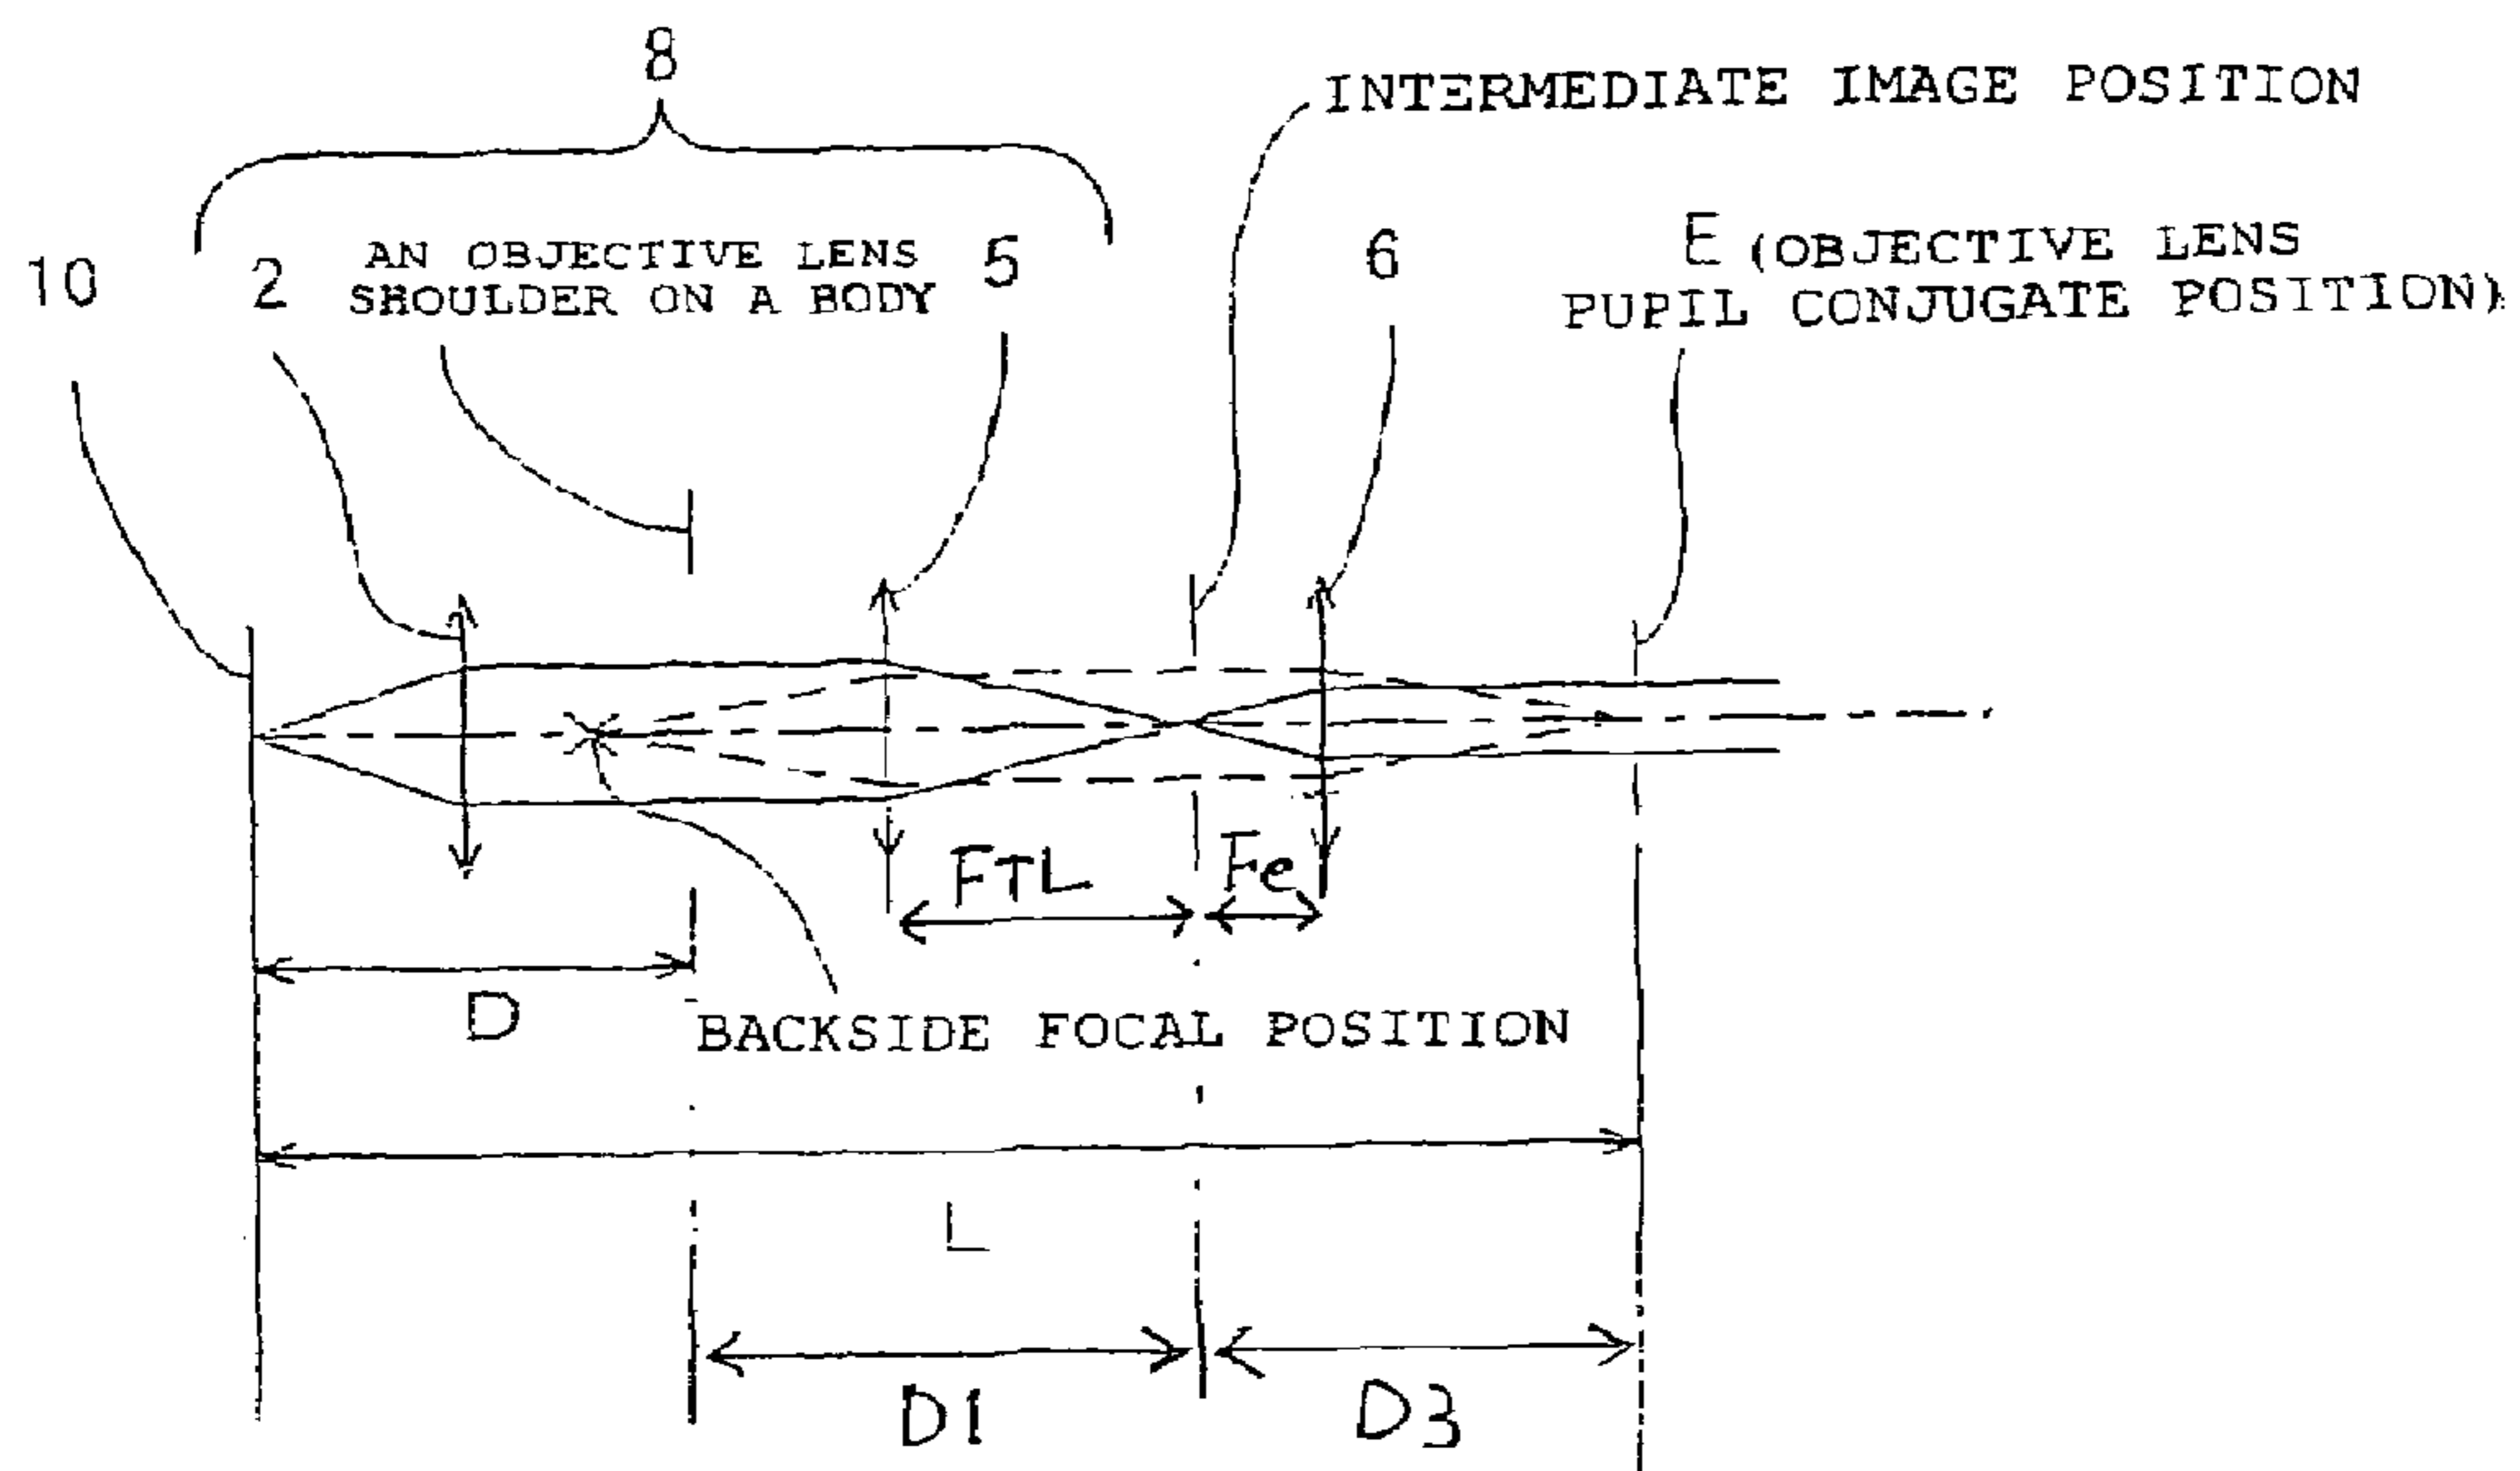 8
INTERMEDIATE IMAGE POSITION
10
2
AN OBJECTIVE LENS
SHOULDER ON A BODY
5
6
E (OBJECTIVE LENS
PUPIL CONJUGATE POSITION)
FTL
Fe
D
BACKSIDE FOCAL POSITION
L
D1
D3